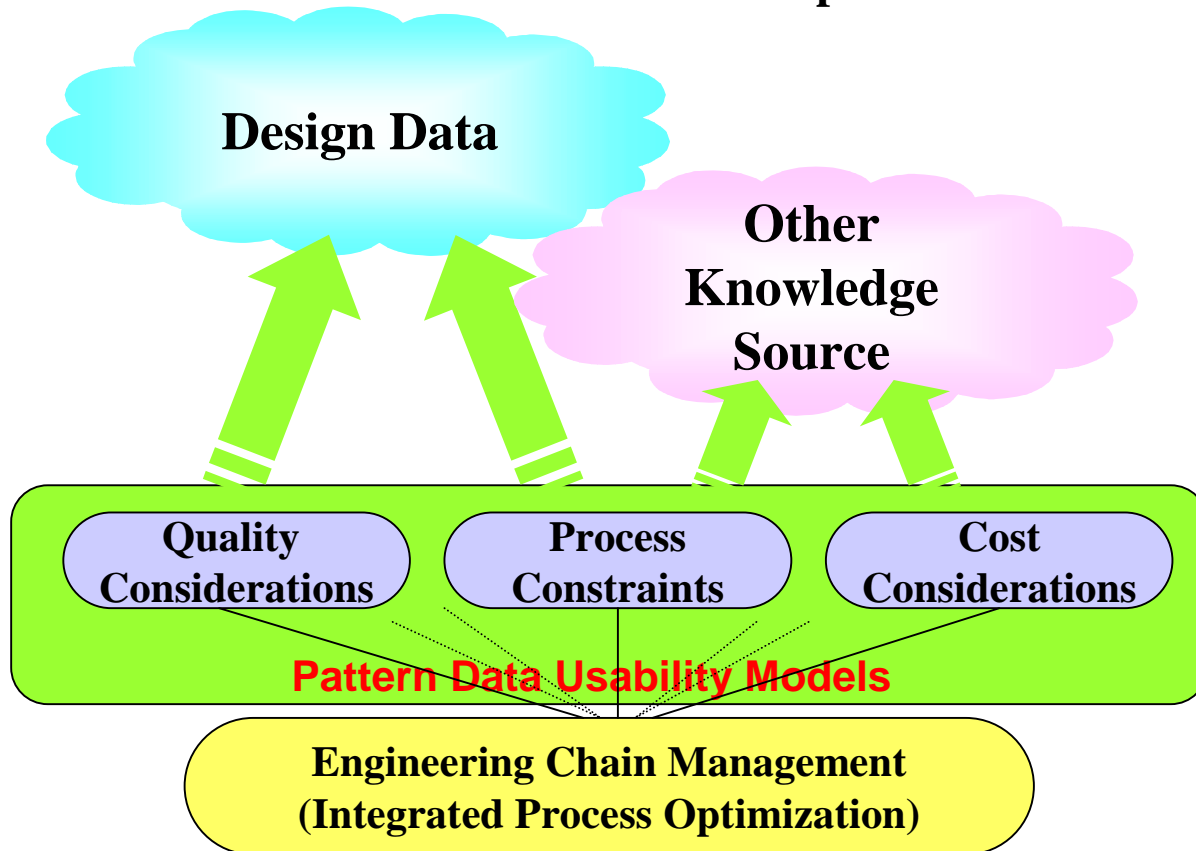 Design Data
Other
Knowledge
Source
Quality
Considerations
Process
Constraints
Cost
Considerations
Pattern Data Usability Models
Engineering Chain Management
(Integrated Process Optimization)